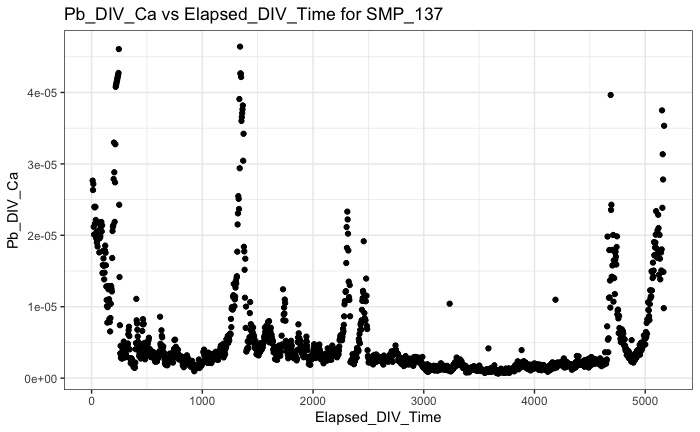 Pb_DIV_Ca vs Elapsed_DIV_Time for SMP_137
Pb_DIV_Ca
4e-05
3e-05
2e-05
1e-05
0e+00
0 1000 2000 3000 4000 5000
Elapsed_DIV_Time